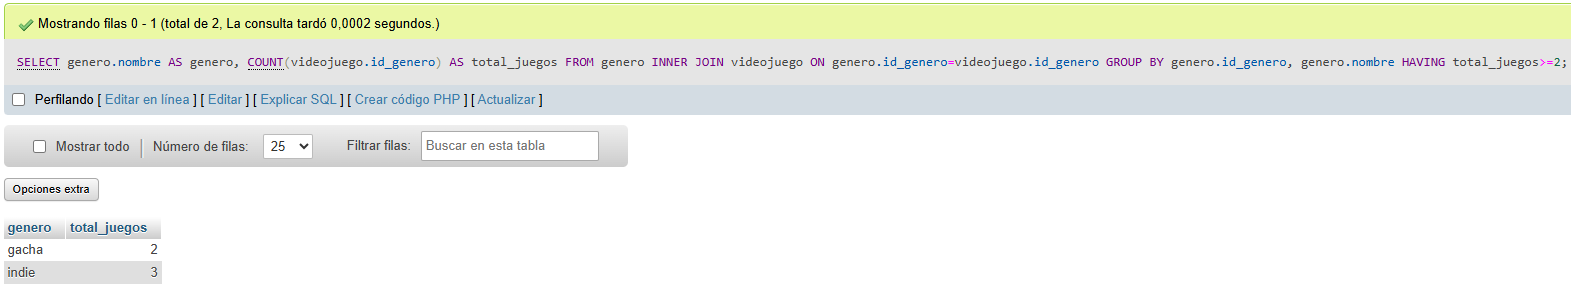 Mostrando filas 0 - 1 (total de 2, La consulta tardó 0,0002 segundos.)
SELECT genero.nombre AS genero, COUNT(videojuego.id_genero) AS total_juegos FROM genero INNER JOIN videojuego ON genero.id_genero=videojuego.id_genero GROUP BY genero.id_genero, genero.nombre HAVING total_juegos>=2;
Perfilando [ Editar en línea ] [ Editar ] [ Explicar SQL ] [ Crear código PHP ] [ Actualizar ]
Mostrar todo | Número de filas: 25 Filtrar filas: Buscar en esta tabla
Opciones extra
genero total_juegos
gacha 2
indie 3